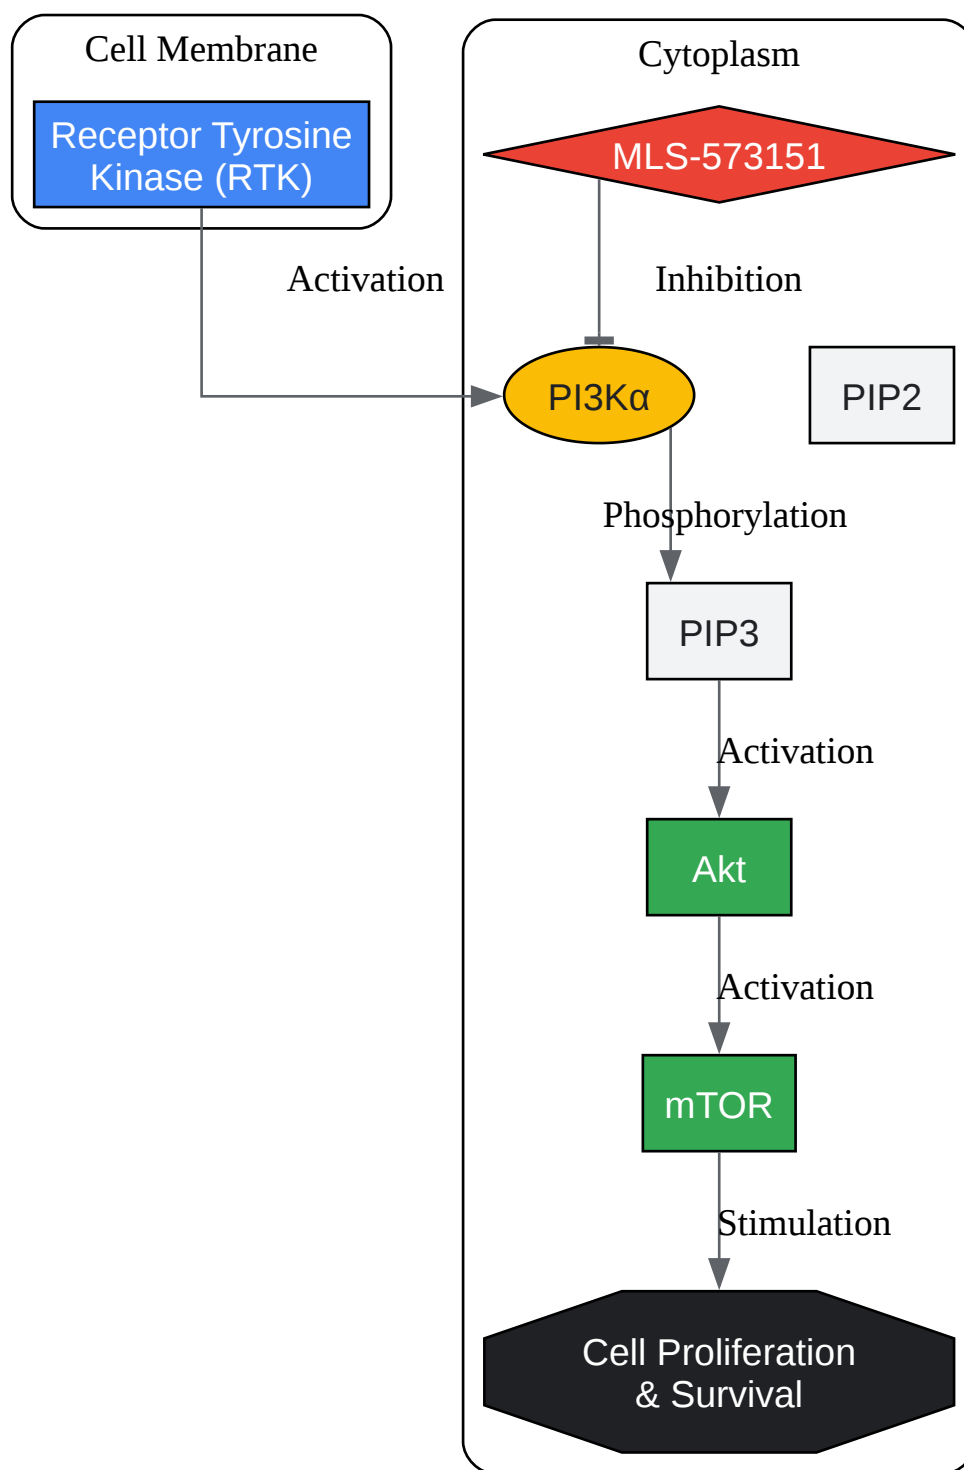 Cell Membrane
Receptor Tyrosine
Kinase (RTK)
Cytoplasm
MLS-573151
Activation
Inhibition
PI3Kα
PIP2
Phosphorylation
PIP3
Activation
Akt
Activation
mTOR
Stimulation
Cell Proliferation
& Survival